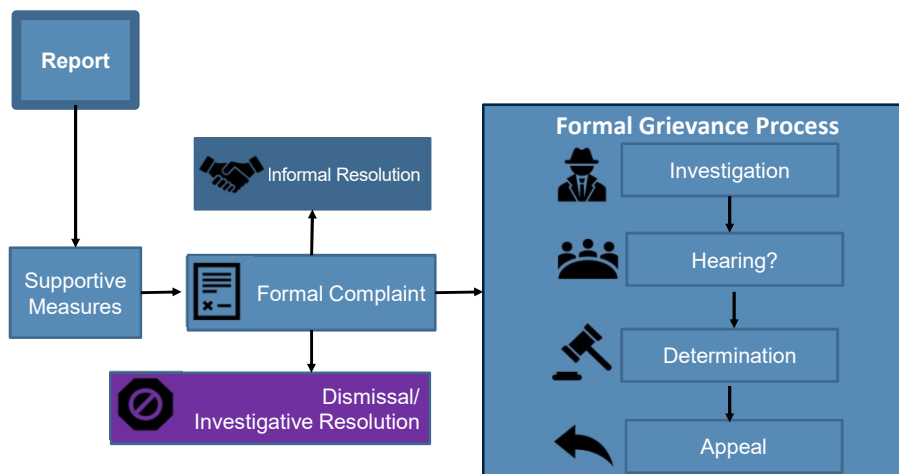 Report
Formal Grievance Process
Informal Resolution
Investigation
Supportive
Measures
Formal Complaint
Hearing?
Dismissal/
Investigative Resolution
Determination
Appeal